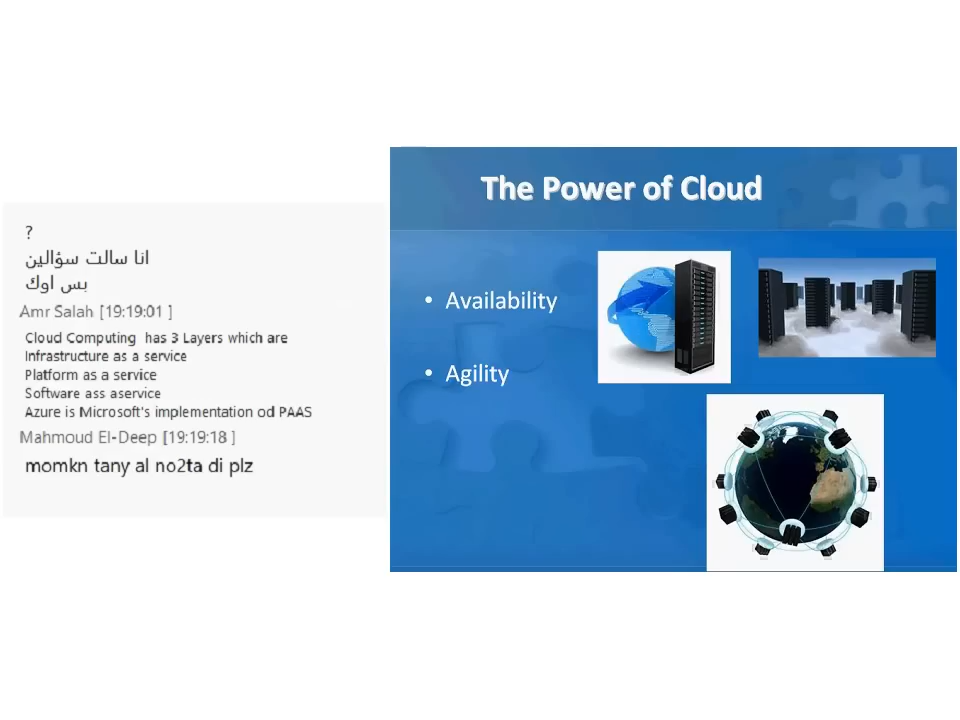 ?
انا سالت سؤالين
بس اوك
Amr Salah [19:19:01 ]
Cloud Computing has 3 Layers which are
Infrastructure as a service
Platform as a service
Software ass aservice
Azure is Microsoft's implementation od PAAS
Mahmoud El-Deep [19:19:18 ]
momkn tany al no2ta di plz
The Power of Cloud
• Availability
• Agility